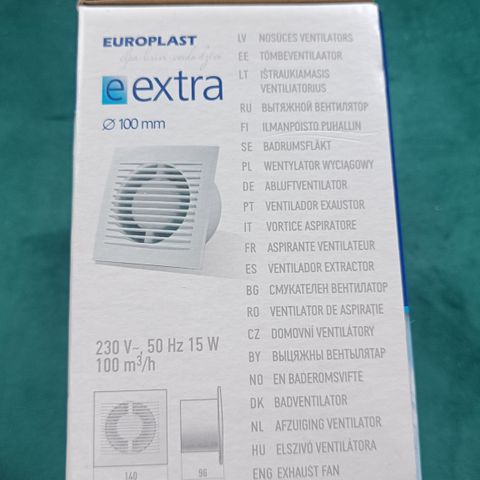 EUROPLAST
e extra
Ø 100 mm
230 V~, 50 Hz 15 W
100 m³/h
140
96
LV NOSŪCES VENTILATORS
EE TÕMBEVENTILAATOR
LT IŠTRAUKIAMASIS
VENTILIATORIUS
RU ВЫТЯЖНОЙ ВЕНТИЛЯТОР
FI ILMANPOISTO PUHALLIN
SE BADRUMSFLÄKT
PL WENTYLATOR WYCIĄGOWY
DE ABLUFTVENTILATOR
PT VENTILADOR EXAUSTOR
IT VORTICE ASPIRATORE
FR ASPIRANTE VENTILATEUR
ES VENTILADOR EXTRACTOR
BG СМУКАТЕЛЕН ВЕНТИЛАТОР
RO VENTILATOR DE ASPIRAȚIE
CZ DOMOVNÍ VENTILÁTORY
BY ВЫЦЯЖНЫ ВЕНТЫЛЯТАР
NO EN BADEROMSVIFTE
DK BADVENTILATOR
NL AFZUIGING VENTILATOR
HU ELSZIVÓ VENTILÁTORA
ENG EXHAUST FAN